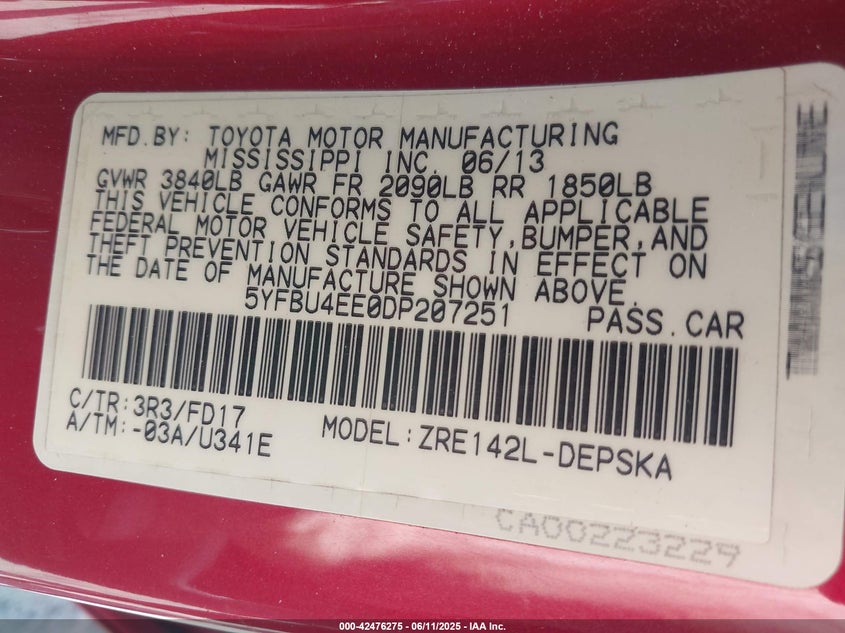 MFD.BY: TOYOTA MOTOR MANUFACTURING
MISSISSIPPI INC. 06/13
GVWR 3840LB GAWR FR 2090LB RR 1850LB
THIS VEHICLE CONFORMS TO ALL APPLICABLE
FEDERAL MOTOR VEHICLE SAFETY,BUMPER,AND
THEFT PREVENTION STANDARDS IN EFFECT ON
THE DATE OF MANUFACTURE SHOWN ABOVE.
5YFBU4EE0DP207251 PASS.CAR
C/TR:3R3/FD17
A/TM:-03A/U341E MODEL:ZRE142L-DEPSKA
CA00223229
000-42476275 - 06/11/2025 - IAA Inc.